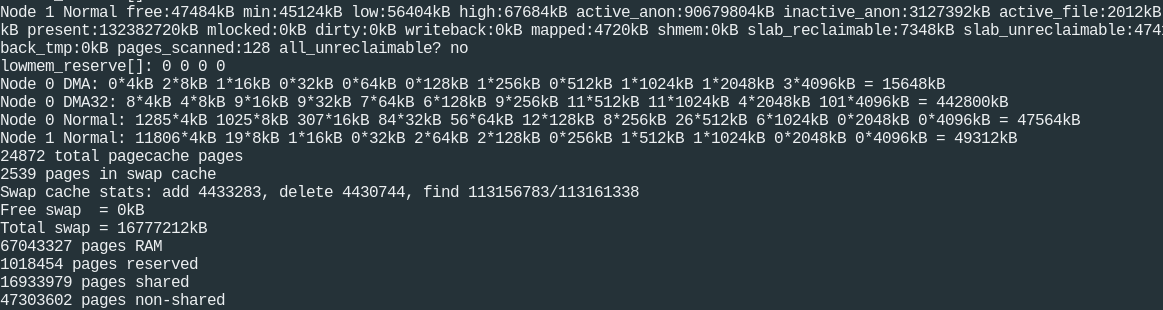 Node 1 Normal free:47484kB min:45124kB low:56404kB high:67684kB active_anon:90679804kB inactive_anon:3127392kB active_file:2012kB
kB present:132382720kB mlocked:0kB dirty:0kB writeback:0kB mapped:4720kB shmem:0kB slab_reclaimable:7348kB slab_unreclaimable:474
back_tmp:0kB pages_scanned:128 all_unreclaimable? no
lowmem_reserve[]: 0 0 0 0
Node 0 DMA: 0*4kB 2*8kB 1*16kB 0*32kB 0*64kB 0*128kB 1*256kB 0*512kB 1*1024kB 1*2048kB 3*4096kB = 15648kB
Node 0 DMA32: 8*4kB 4*8kB 9*16kB 9*32kB 7*64kB 6*128kB 9*256kB 11*512kB 11*1024kB 4*2048kB 101*4096kB = 442800kB
Node 0 Normal: 1285*4kB 1025*8kB 307*16kB 84*32kB 56*64kB 12*128kB 8*256kB 26*512kB 6*1024kB 0*2048kB 0*4096kB = 47564kB
Node 1 Normal: 11806*4kB 19*8kB 1*16kB 0*32kB 2*64kB 2*128kB 0*256kB 1*512kB 1*1024kB 0*2048kB 0*4096kB = 49312kB
24872 total pagecache pages
2539 pages in swap cache
Swap cache stats: add 4433283, delete 4430744, find 113156783/113161338
Free swap  = 0kB
Total swap = 16777212kB
67043327 pages RAM
1018454 pages reserved
16933979 pages shared
47303602 pages non-shared